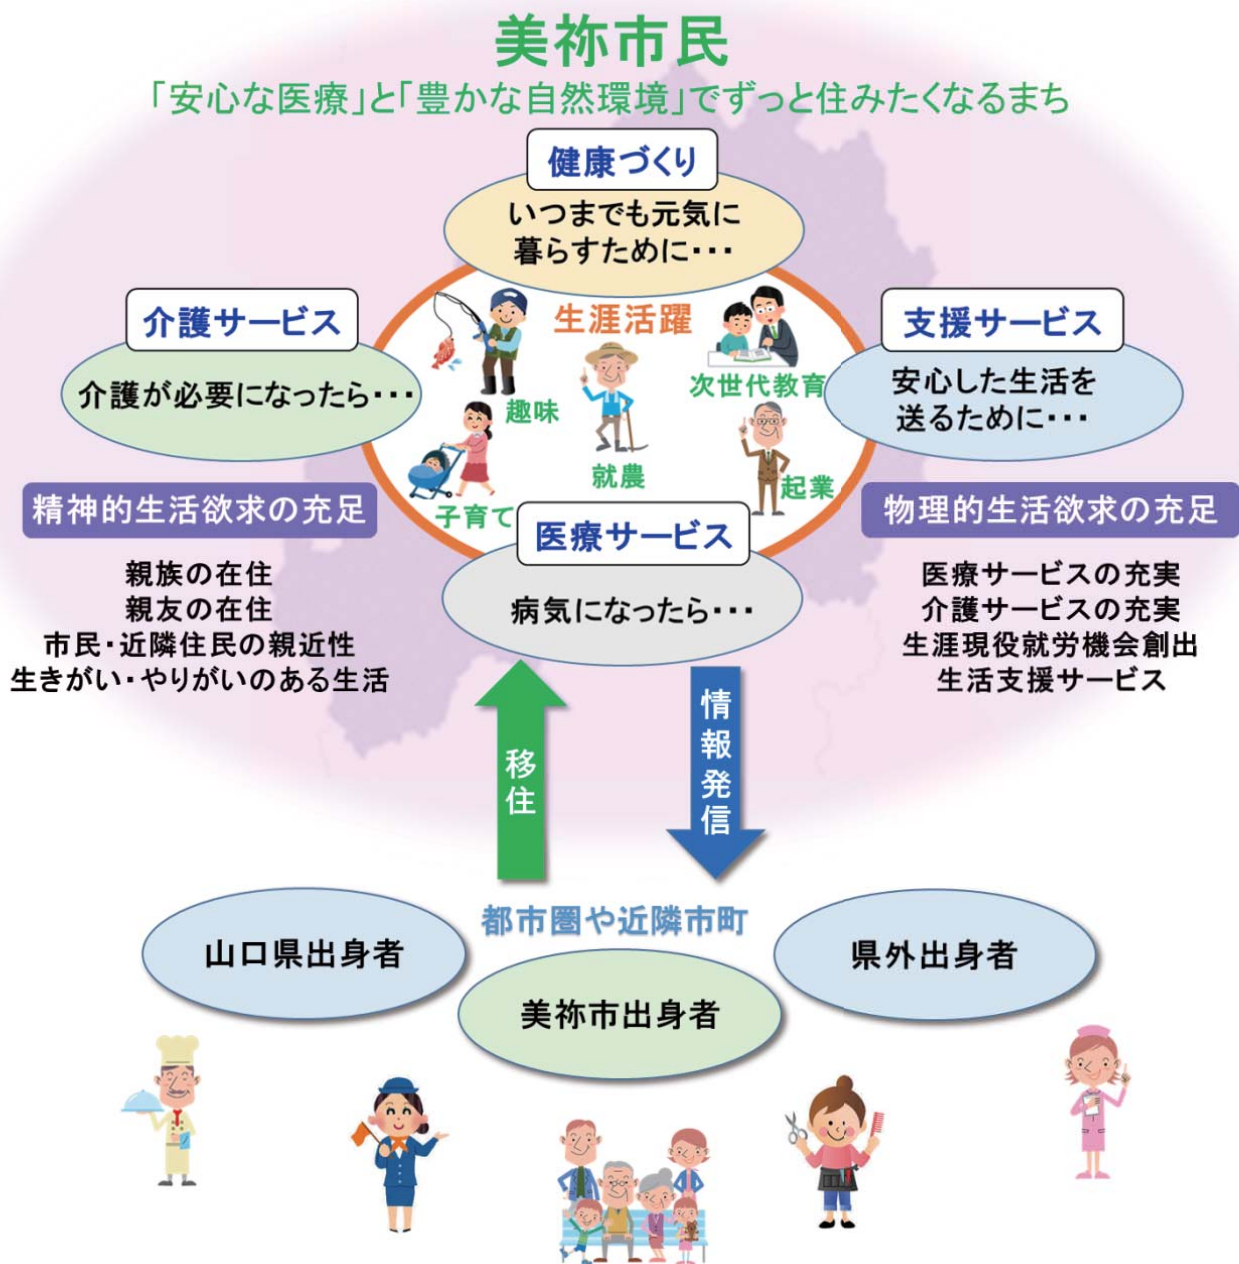 美祢市民
「安心な医療」と「豊かな自然環境」でずっと住みたくなるまち
健康づくり
いつまでも元気に
暮らすために・・・
介護サービス
介護が必要になったら・・・
支援サービス
安心した生活を
送るために・・・
生涯活躍
趣味
次世代教育
就農
子育て
起業
医療サービス
病気になったら・・・
精神的生活欲求の充足
親族の在住
親友の在住
市民・近隣住民の親近性
生きがい・やりがいのある生活
物理的生活欲求の充足
医療サービスの充実
介護サービスの充実
生涯現役就労機会創出
生活支援サービス
移住
情報発信
都市圏や近隣市町
山口県出身者
美祢市出身者
県外出身者